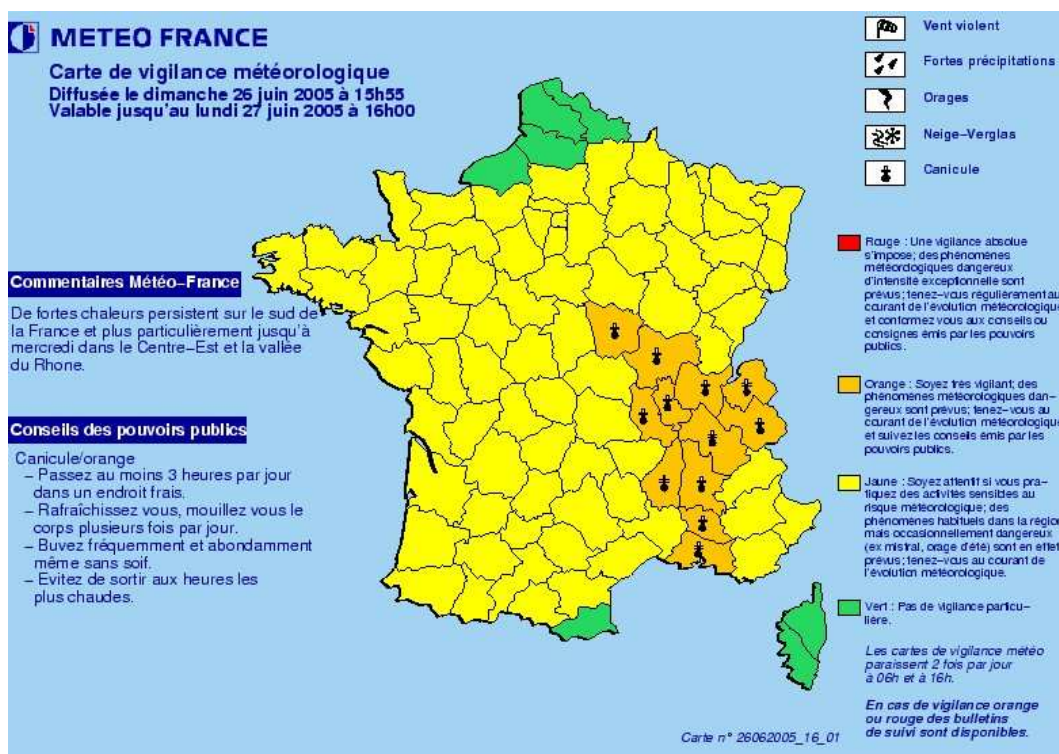 METEO FRANCE
Carte de vigilance météorologique
Diffusée le dimanche 26 juin 2005 à 15h55
Valable jusqu'au lundi 27 juin 2005 à 16h00
Commentaires Météo–France
De fortes chaleurs persistent sur le sud de
la France et plus particulièrement jusqu'à
mercredi dans le Centre–Est et la vallée
du Rhone.
Conseils des pouvoirs publics
Canicule/orange
– Passez au moins 3 heures par jour
dans un endroit frais.
– Rafraîchissez vous, mouillez vous le
corps plusieurs fois par jour.
– Buvez fréquemment et abondamment
même sans soif.
– Evitez de sortir aux heures les
plus chaudes.
Vent violent
Fortes précipitations
Orages
Neige–Verglas
Canicule
Rouge : Une vigilance absolue
s'impose; des phénomènes
météorologiques dangereux
d'intensité exceptionnelle sont
prévus; tenez–vous régulièrement au
courant de l'évolution météorologique
et conformez vous aux conseils ou
consignes émis par les pouvoirs
publics.
Orange : Soyez très vigilant; des
phénomènes météorologiques dan–
gereux sont prévus; tenez–vous au
courant de l'évolution météorologique
et suivez les conseils émis par les
pouvoirs publics.
Jaune : Soyez attentif si vous pra–
tiquez des activités sensibles au
risque météorologique; des
phénomènes habituels dans la région
mais occasionnellement dangereux
(ex mistral, orage d'été) sont en effet
prévus; tenez–vous au courant de
l'évolution météorologique.
Vert : Pas de vigilance particu–
lière.
Les cartes de vigilance météo
paraissent 2 fois par jour
à 06h et à 16h.
En cas de vigilance orange
ou rouge des bulletins
de suivi sont disponibles.
Carte n° 26062005_16_01